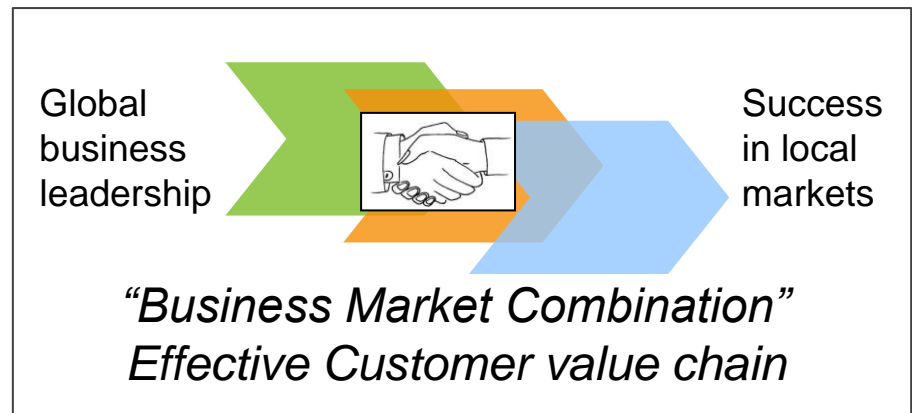 Global
business
leadership
Success
in local
markets
“Business Market Combination”
Effective Customer value chain